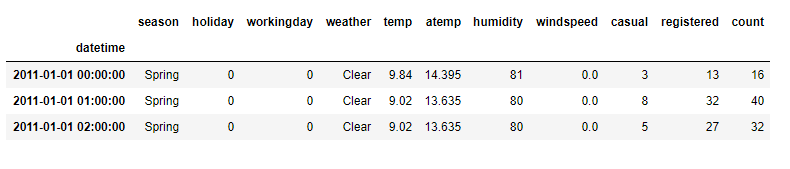 season holiday workingday weather temp atemp humidity windspeed casual registered count
datetime
2011-01-01 00:00:00 Spring 0 0 Clear 9.84 14.395 81 0.0 3 13 16
2011-01-01 01:00:00 Spring 0 0 Clear 9.02 13.635 80 0.0 8 32 40
2011-01-01 02:00:00 Spring 0 0 Clear 9.02 13.635 80 0.0 5 27 32